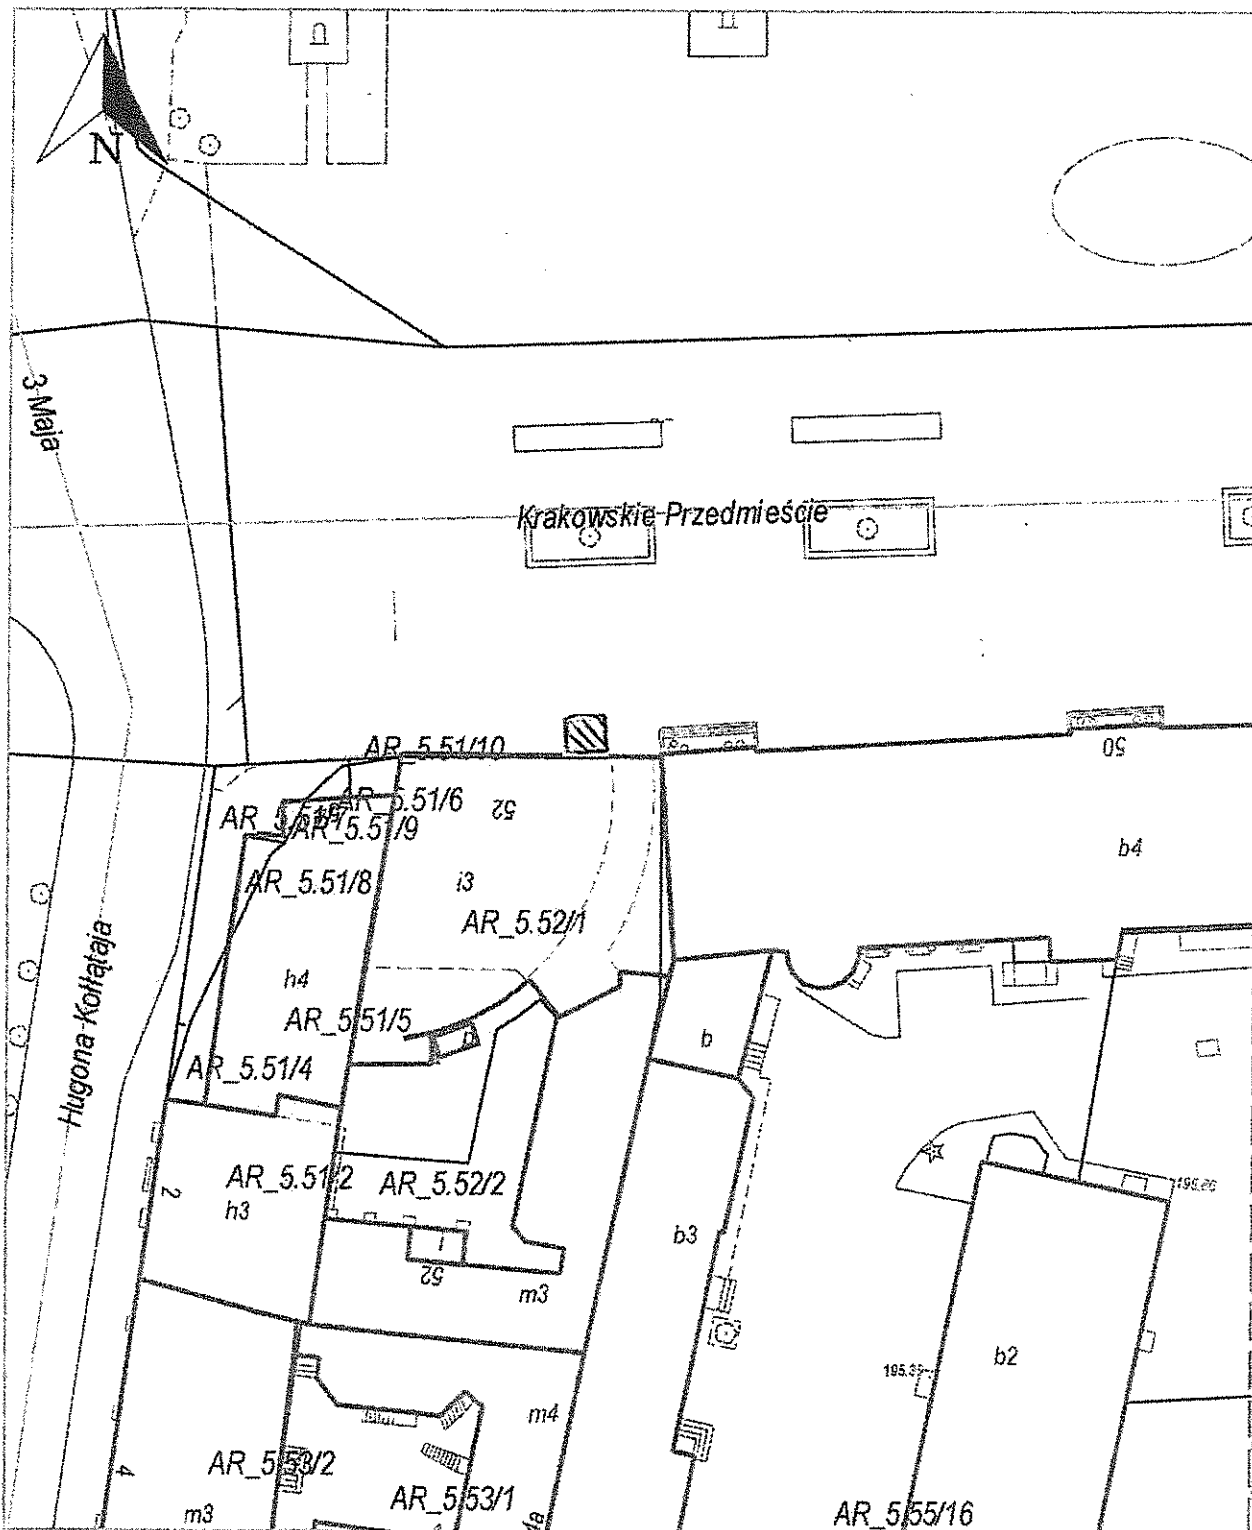 N
3 Maja
Krakowskie Przedmieście
AR_5.51/10
50
AR_5.51/6
52
AR_5.51/9
b4
AR_5.51/8
i3
AR_5.52/1
Hugona Kołłątaja
h4
AR_5.51/5
b
AR_5.51/4
AR_5.51/2
AR_5.52/2
2
h3
b3
195.26
52
m3
b2
195.35
m4
AR_5.53/2
4
AR_5.53/1
m3
4a
AR_5.55/16